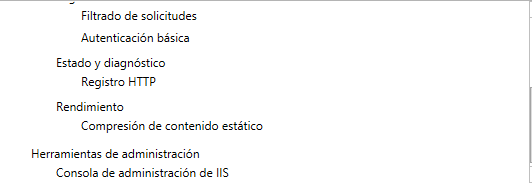 Filtrado de solicitudes
Autenticación básica
Estado y diagnóstico
Registro HTTP
Rendimiento
Compresión de contenido estático
Herramientas de administración
Consola de administración de IIS